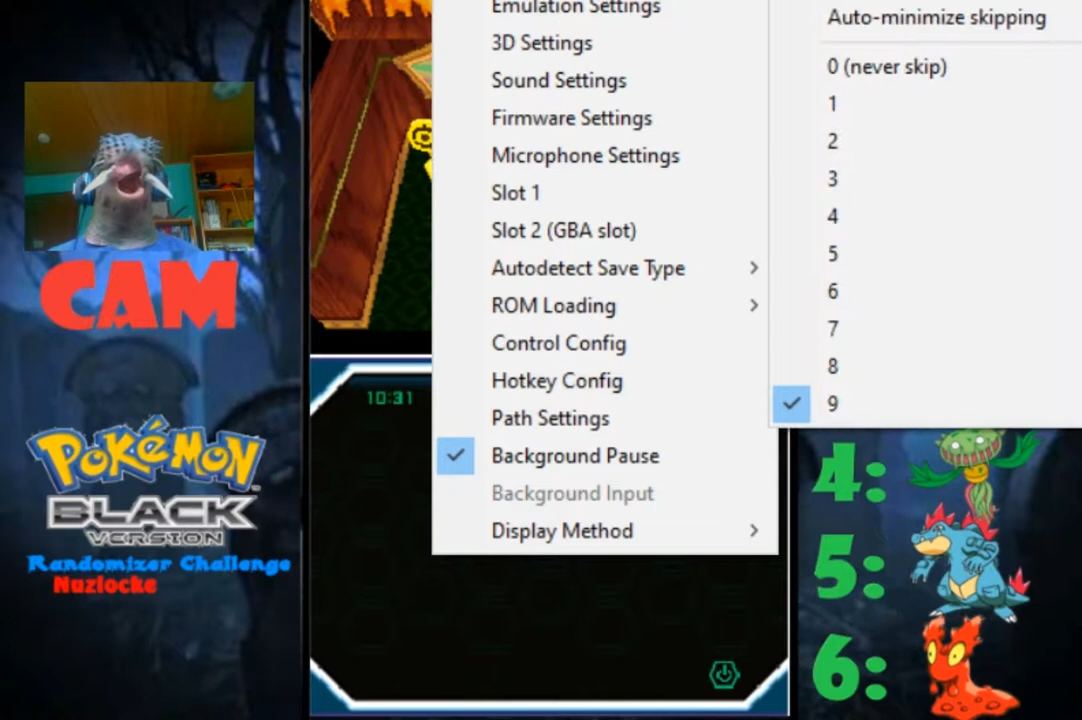 Emulation Settings
3D Settings
Sound Settings
Firmware Settings
Microphone Settings
Slot 1
Slot 2 (GBA slot)
Autodetect Save Type
ROM Loading
Control Config
Hotkey Config
Path Settings
Background Pause
Background Input
Display Method
Auto-minimize skipping
0 (never skip)
1
2
3
4
5
6
7
8
9
CAM
POKéMON
BLACK
VERSION
Randomizer Challenge
Nuzlocke
10:31
4:
5:
6: